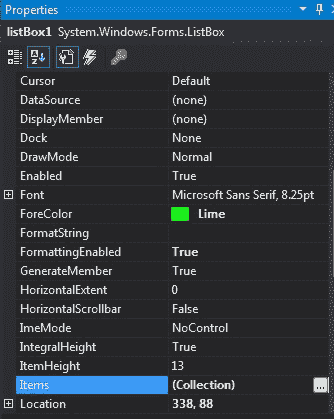 Properties
listBox1 System.Windows.Forms.ListBox
Cursor Default
DataSource (none)
DisplayMember (none)
Dock None
DrawMode Normal
Enabled True
Font Microsoft Sans Serif, 8.25pt
ForeColor Lime
FormatString
FormattingEnabled True
GenerateMember True
HorizontalExtent 0
HorizontalScrollbar False
ImeMode NoControl
IntegralHeight True
ItemHeight 13
Items (Collection) ...
Location 338, 88